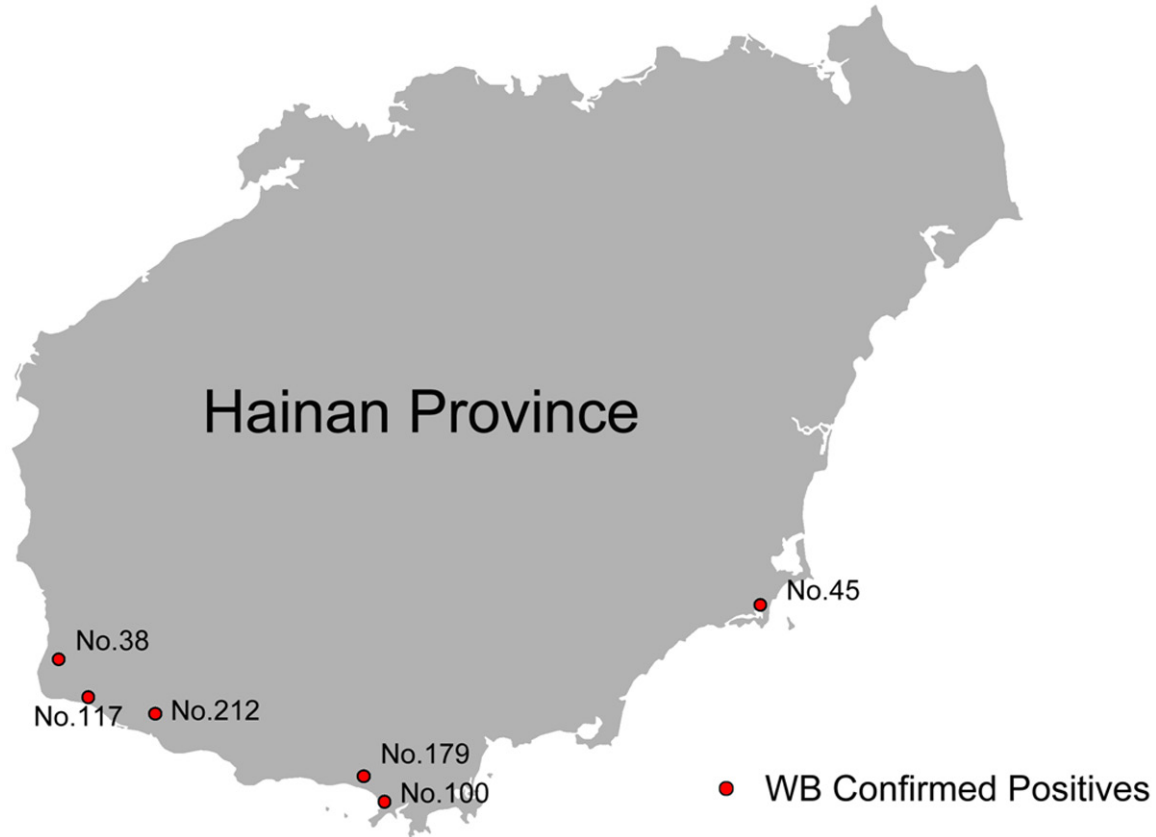 Hainan Province
No.45
No.38
No.117
No.212
No.179
No.100
WB Confirmed Positives